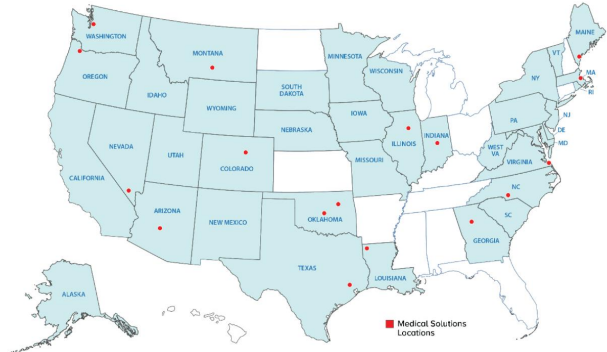 WASHINGTON
MAINE
MONTANA
MINNESOTA
VT
OREGON
WISCONSIN
MA
IDAHO
SOUTH
DAKOTA
NY
RI
WYOMING
IOWA
PA
NJ
NEBRASKA
DE
NEVADA
ILLINOIS
INDIANA
MD
UTAH
WEST
VA
COLORADO
MISSOURI
VIRGINIA
CALIFORNIA
NC
ARIZONA
NEW MEXICO
OKLAHOMA
SC
GEORGIA
TEXAS
LOUISIANA
ALASKA
Medical Solutions
Locations